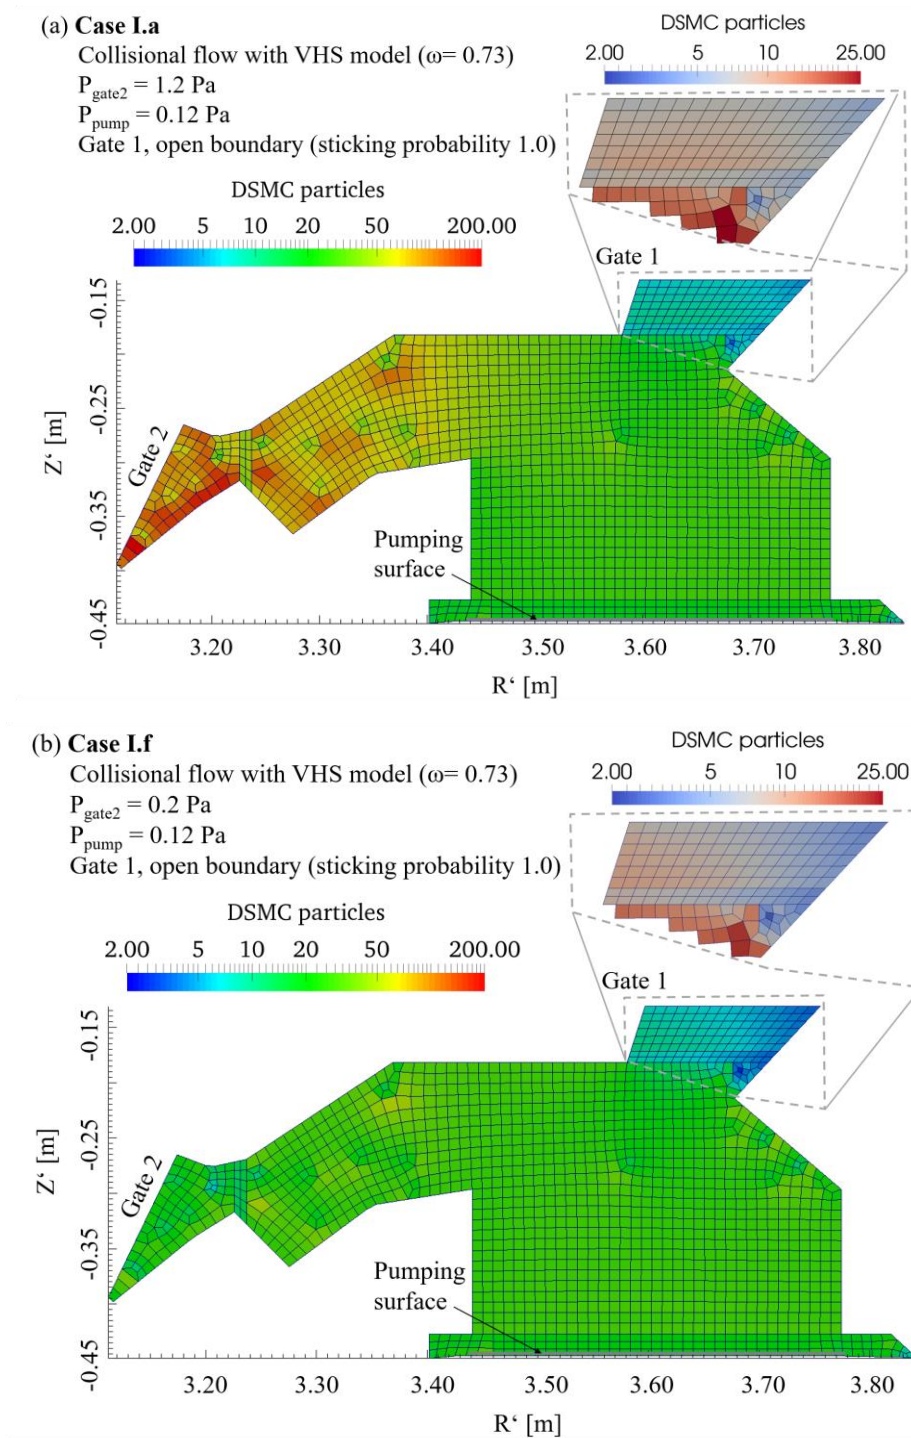 (a) Case I.a
Collisional flow with VHS model (ω= 0.73)
P_gate2 = 1.2 Pa
P_pump = 0.12 Pa
Gate 1, open boundary (sticking probability 1.0)
DSMC particles
2.00 5 10 25.00
DSMC particles
2.00 5 10 20 50 200.00
Gate 1
Gate 2
Pumping
surface
-0.15
-0.25
-0.35
-0.45
Z‘ [m]
3.20 3.30 3.40 3.50 3.60 3.70 3.80
R‘ [m]
(b) Case I.f
Collisional flow with VHS model (ω= 0.73)
P_gate2 = 0.2 Pa
P_pump = 0.12 Pa
Gate 1, open boundary (sticking probability 1.0)
DSMC particles
2.00 5 10 25.00
DSMC particles
2.00 5 10 20 50 200.00
Gate 1
Gate 2
Pumping
surface
-0.15
-0.25
-0.35
-0.45
Z‘ [m]
3.20 3.30 3.40 3.50 3.60 3.70 3.80
R‘ [m]